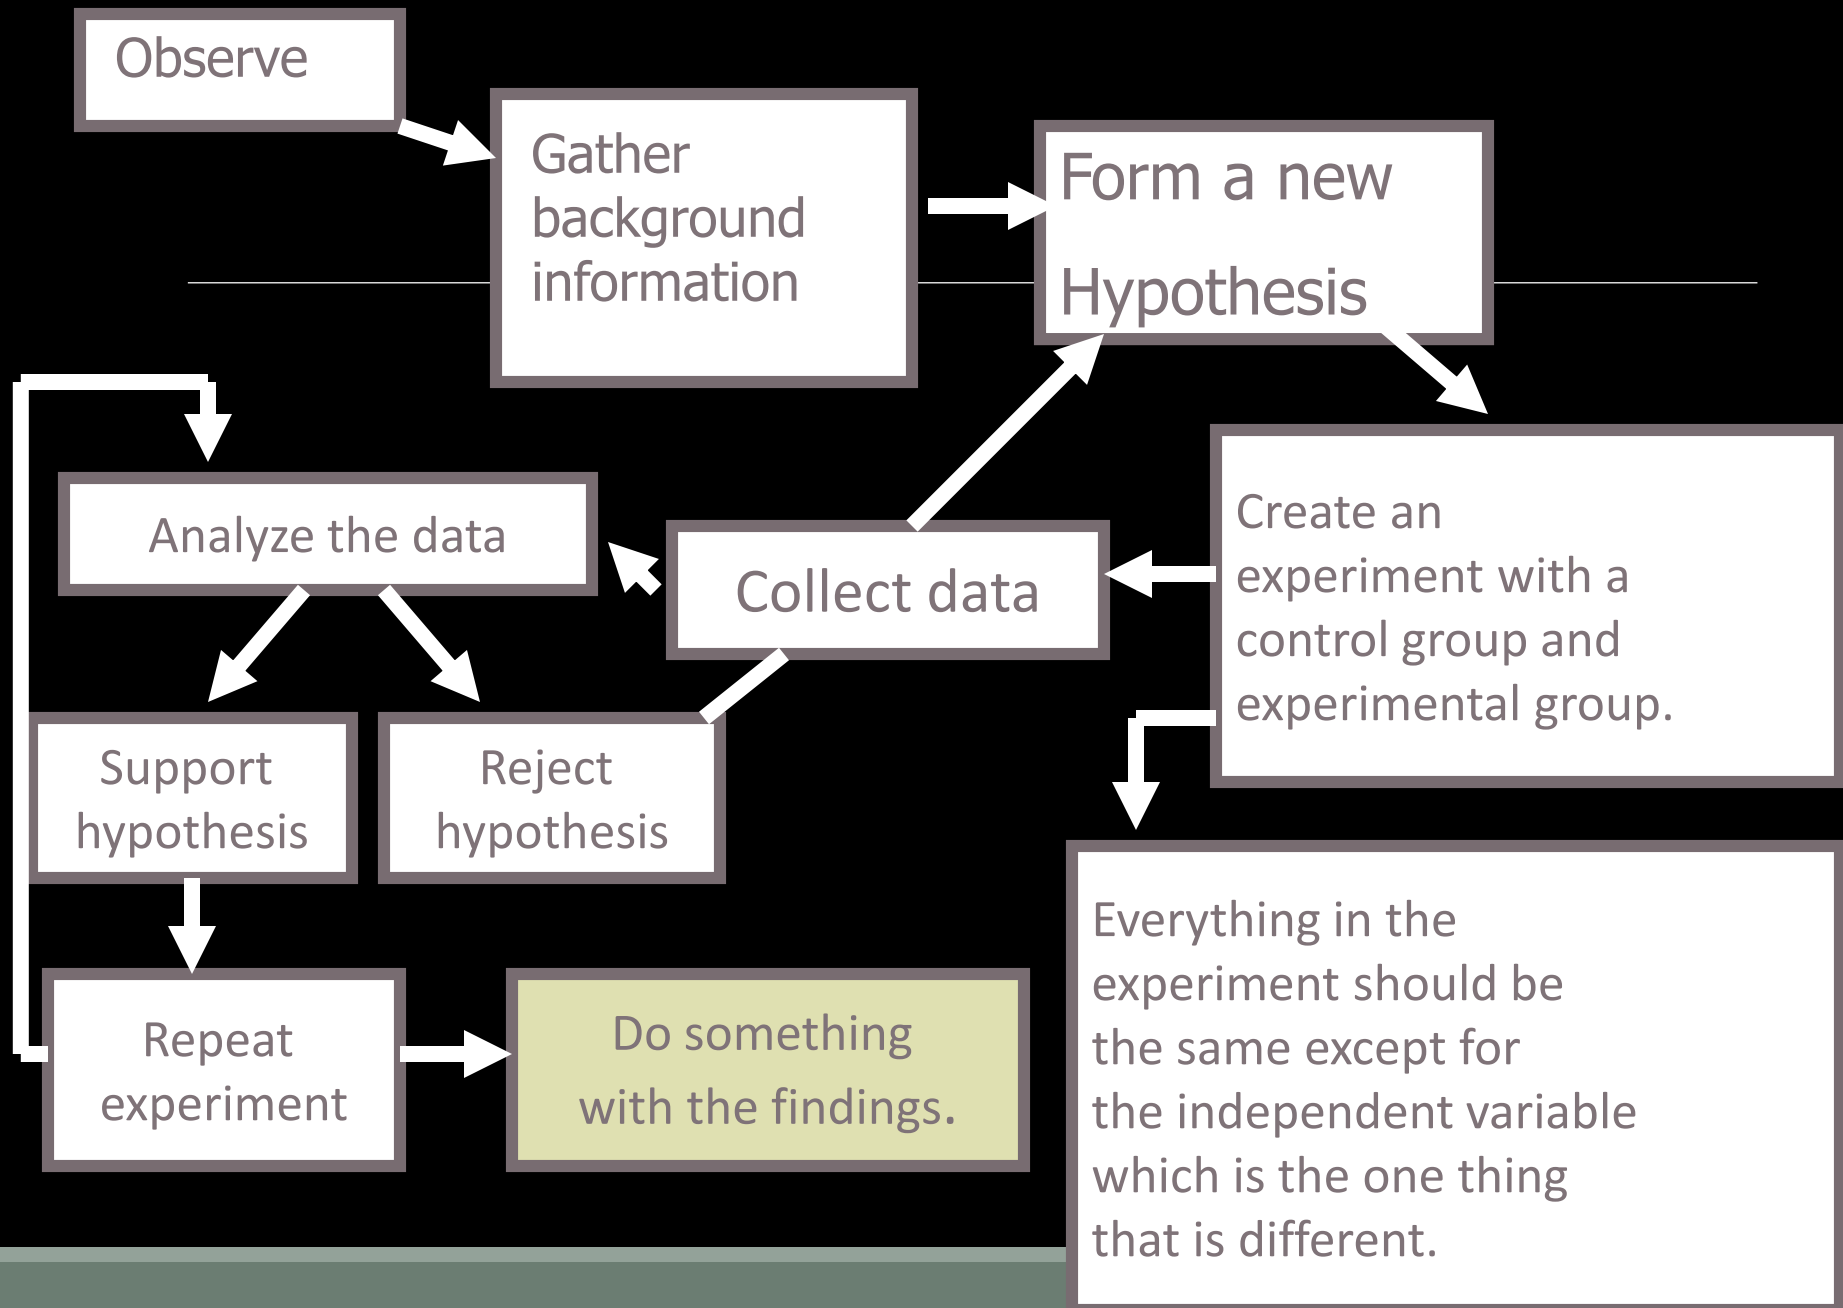 Observe
Gather
background
information
Form a new
Hypothesis
Create an
experiment with a
control group and
experimental group.
Collect data
Analyze the data
Support
hypothesis
Reject
hypothesis
Repeat
experiment
Do something
with the findings.
Everything in the
experiment should be
the same except for
the independent variable
which is the one thing
that is different.